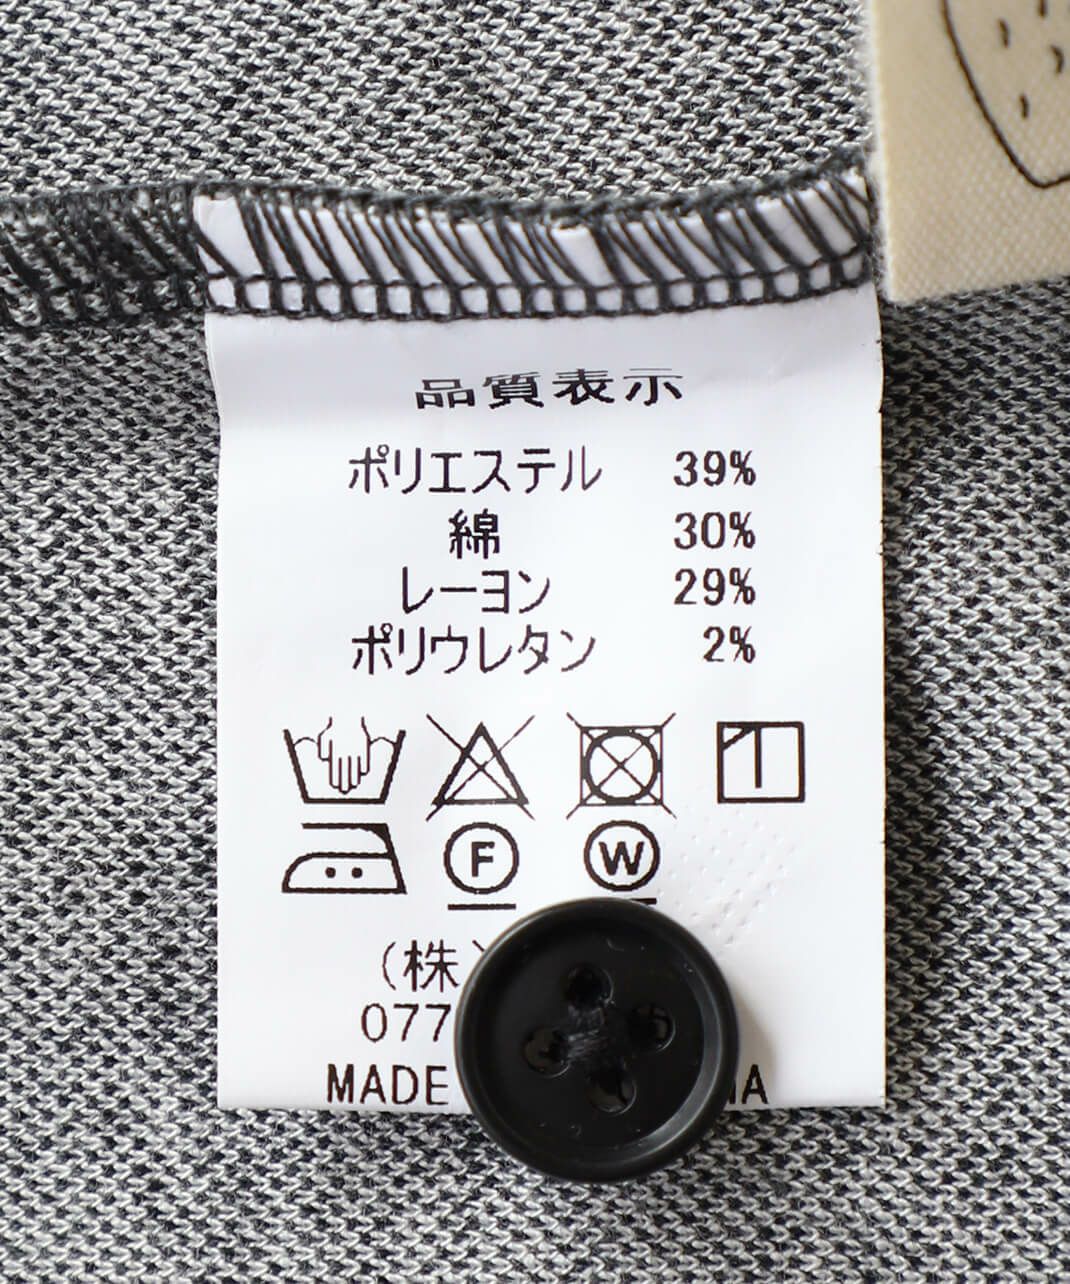 品質表示
ポリエステル 39%
綿 30%
レーヨン 29%
ポリウレタン 2%
F W
(株)
077
MADE